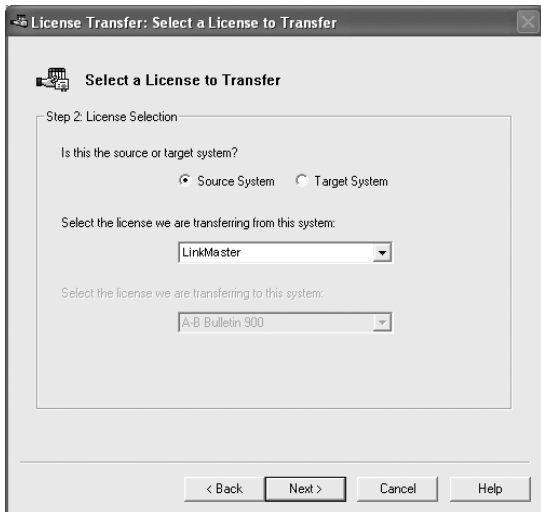 License Transfer: Select a License to Transfer
Select a License to Transfer
Step 2: License Selection
Is this the source or target system?
Source System Target System
Select the license we are transferring from this system:
LinkMaster
Select the license we are transferring to this system:
A-B Bulletin 900
< Back Next > Cancel Help